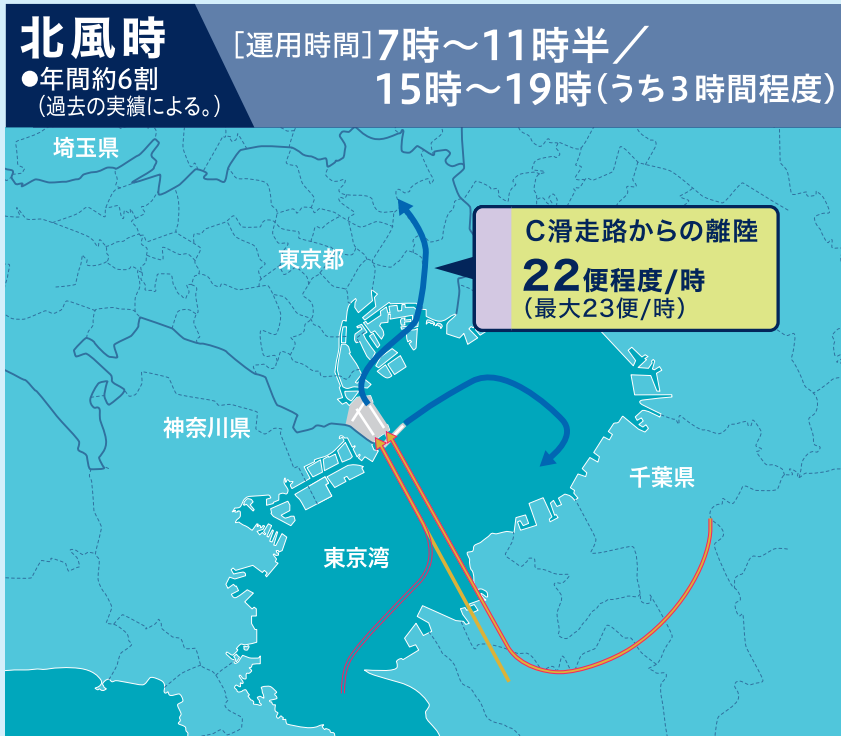 北風時
●年間約6割
（過去の実績による。）
［運用時間］7時～11時半／
15時～19時（うち3時間程度）
埼玉県
東京都
C滑走路からの離陸
22便程度/時
（最大23便/時）
神奈川県
千葉県
東京湾